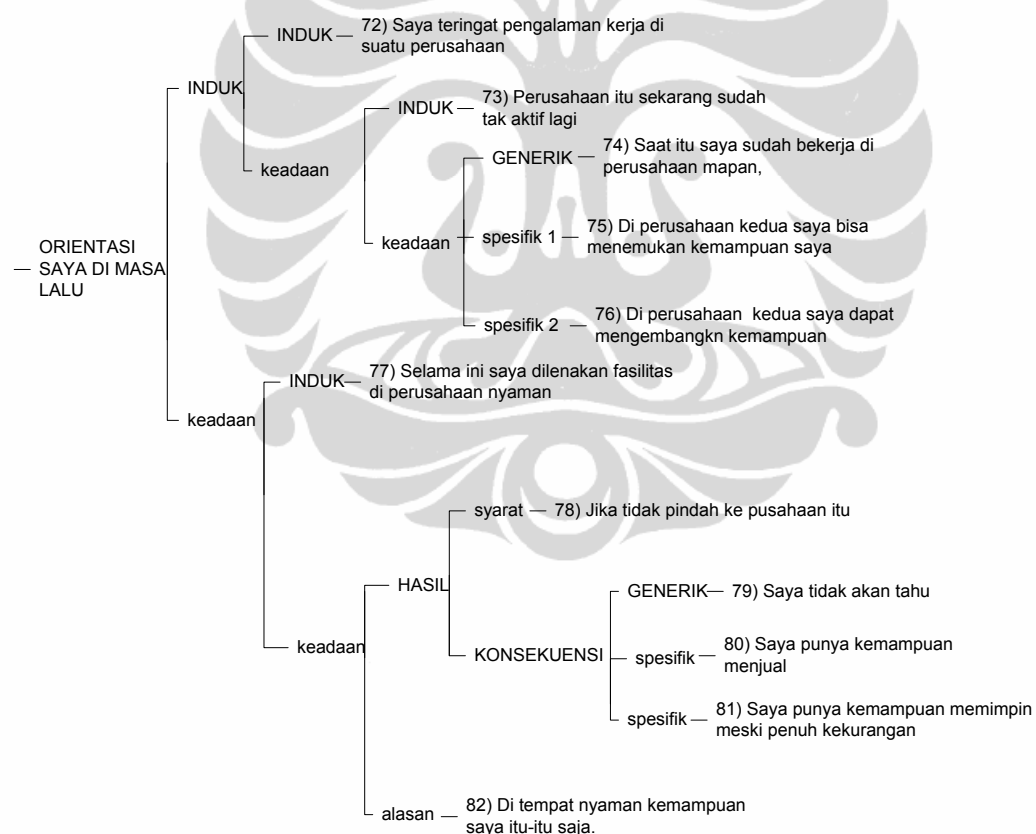 INDUK
72) Saya teringat pengalaman kerja di
suatu perusahaan
INDUK
INDUK
73) Perusahaan itu sekarang sudah
tak aktif lagi
keadaan
GENERIK
74) Saat itu saya sudah bekerja di
perusahaan mapan,
keadaan
spesifik 1
75) Di perusahaan kedua saya bisa
menemukan kemampuan saya
ORIENTASI
SAYA DI MASA
LALU
spesifik 2
76) Di perusahaan kedua saya dapat
mengembangkn kemampuan
INDUK
77) Selama ini saya dilenakan fasilitas
di perusahaan nyaman
keadaan
syarat
78) Jika tidak pindah ke pusahaan itu
HASIL
GENERIK
79) Saya tidak akan tahu
keadaan
KONSEKUENSI
spesifik
80) Saya punya kemampuan
menjual
spesifik
81) Saya punya kemampuan memimpin
meski penuh kekurangan
alasan
82) Di tempat nyaman kemampuan
saya itu-itu saja.